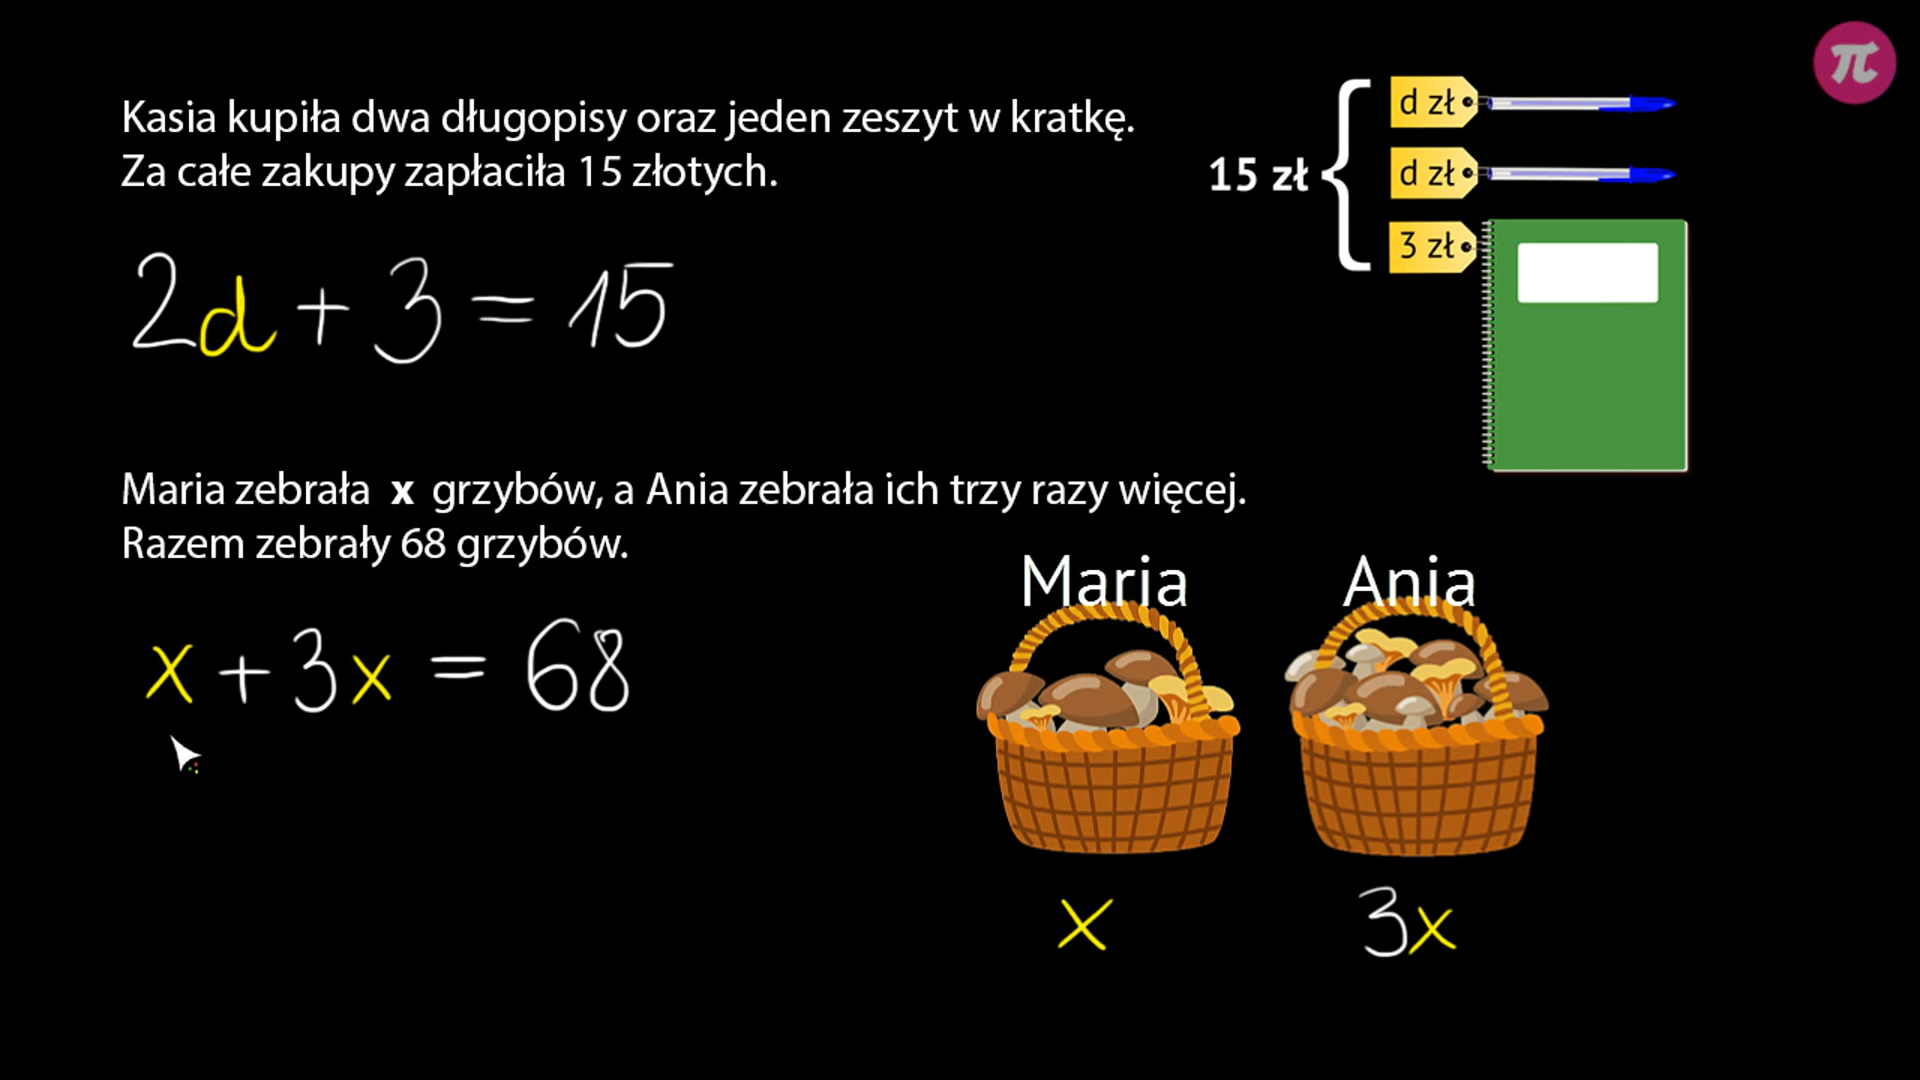 π
Kasia kupiła dwa długopisy oraz jeden zeszyt w kratkę.
Za całe zakupy zapłaciła 15 złotych.
15 zł
d zł
d zł
3 zł
2d + 3 = 15
Maria zebrała x grzybów, a Ania zebrała ich trzy razy więcej.
Razem zebrały 68 grzybów.
x + 3x = 68
Maria
Ania
x
3x